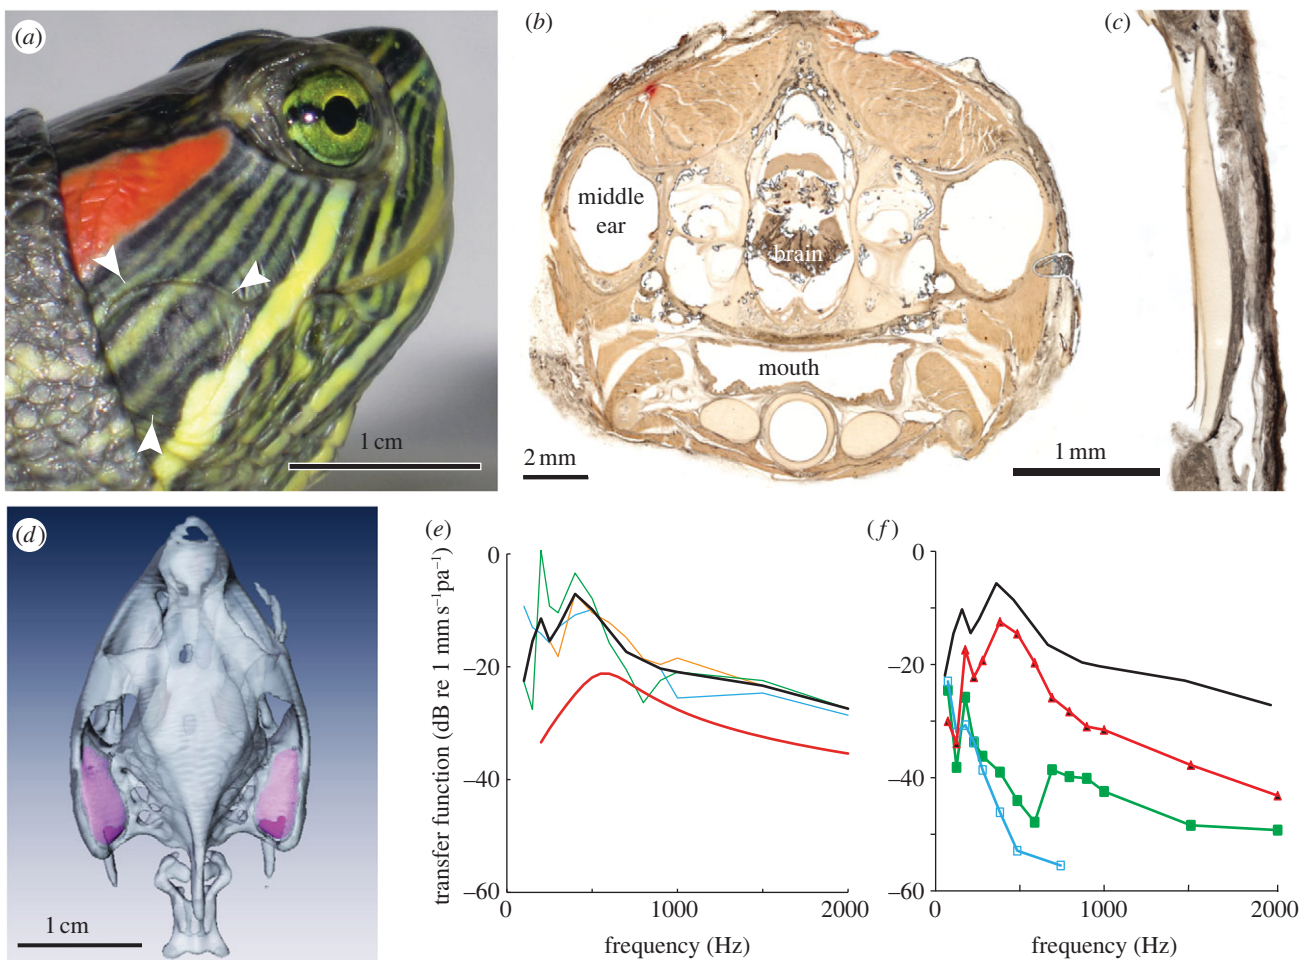 (a)
1 cm
(b)
middle
ear
brain
mouth
2 mm
(c)
1 mm
(d)
1 cm
(e)
transfer function (dB re 1 mm s⁻¹pa⁻¹)
0
–20
–40
–60
0
1000
2000
frequency (Hz)
(f)
0
–20
–40
–60
0
1000
2000
frequency (Hz)